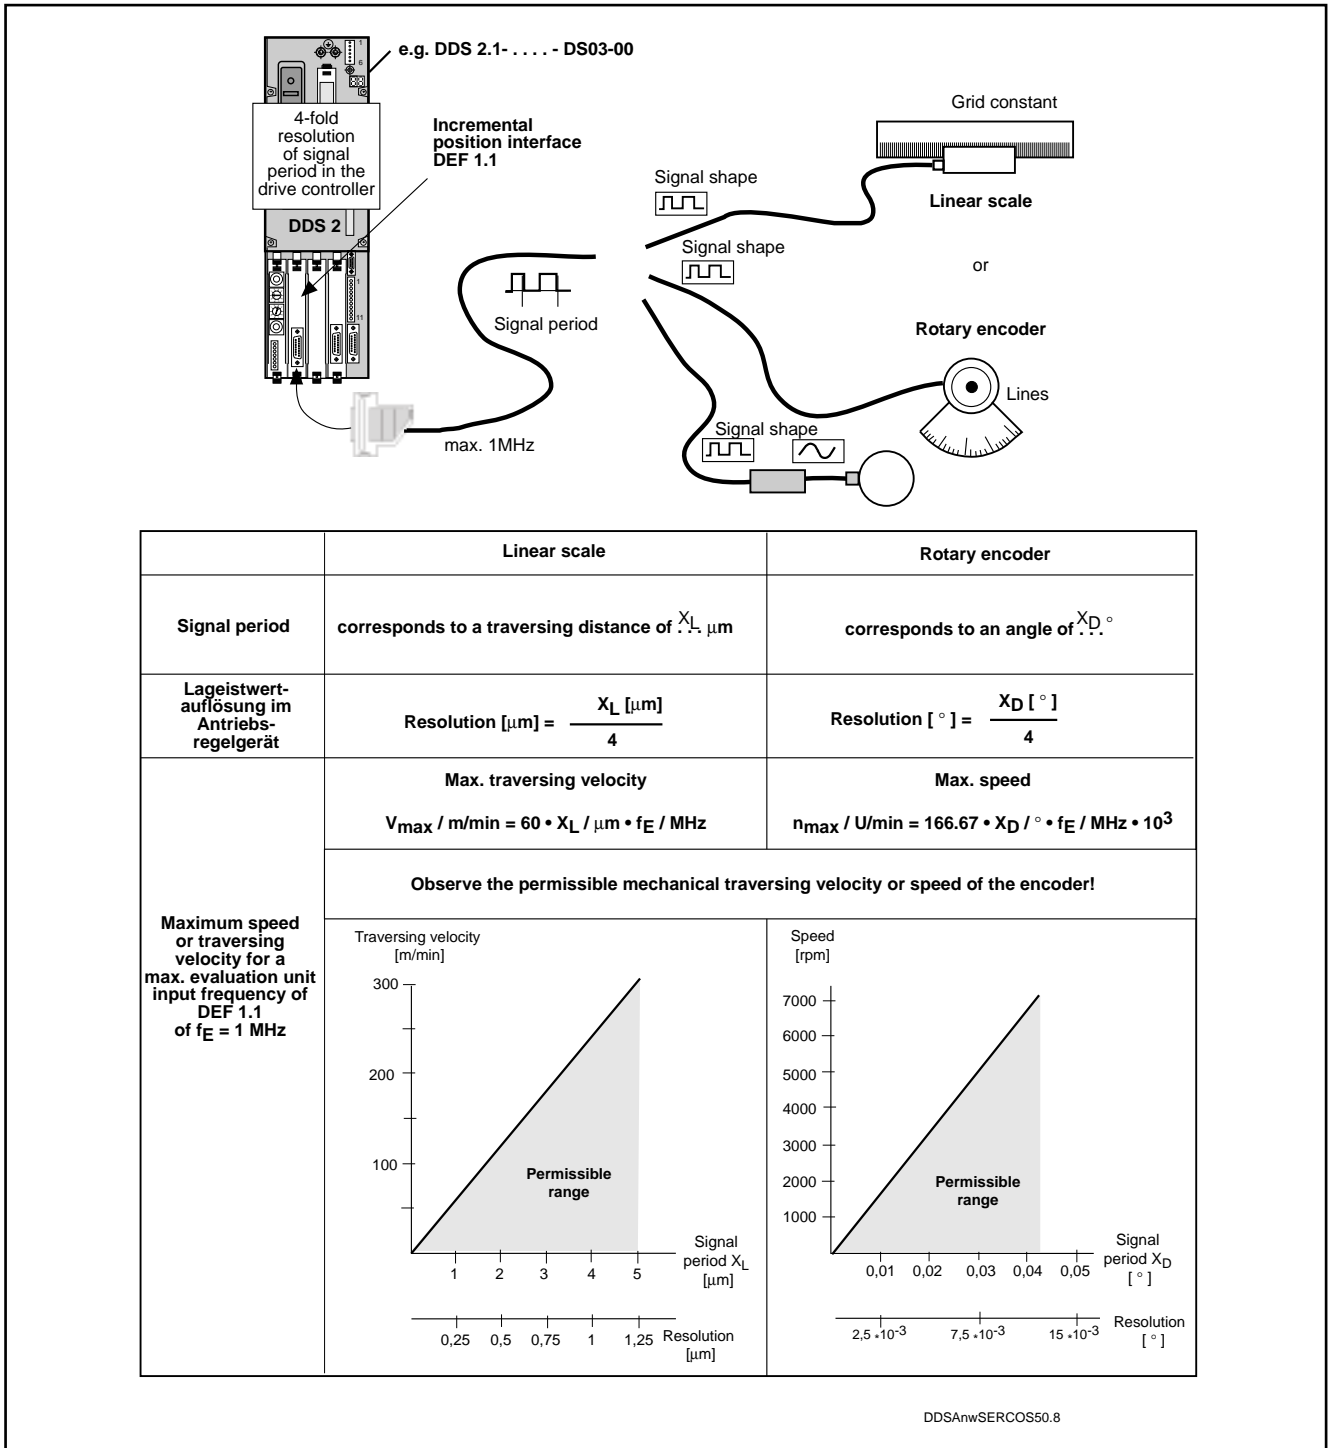 e.g. DDS 2.1- . . . . - DS03-00
4-fold
resolution
of signal
period in the
drive controller
DDS 2
1
6
1
11
Incremental
position interface
DEF 1.1
Signal period
max. 1MHz
Signal shape
Signal shape
Signal shape
Grid constant
Linear scale
or
Rotary encoder
Lines
Linear scale
Rotary encoder
Signal period
corresponds to a traversing distance of XL . . . μm
corresponds to an angle of XD . . . °
Lageistwert-
auflösung im
Antriebs-
regelgerät
Resolution [μm] = XL [μm] / 4
Resolution [ ° ] = XD [ ° ] / 4
Maximum speed
or traversing
velocity for a
max. evaluation unit
input frequency of
DEF 1.1
of fE = 1 MHz
Max. traversing velocity
Vmax / m/min = 60 • XL / μm • fE / MHz
Max. speed
nmax / U/min = 166.67 • XD / ° • fE / MHz • 10³
Observe the permissible mechanical traversing velocity or speed of the encoder!
Traversing velocity
[m/min]
300
200
100
Permissible
range
1 2 3 4 5
Signal
period XL
[μm]
0,25 0,5 0,75 1 1,25
Resolution
[μm]
Speed
[rpm]
7000
6000
5000
4000
3000
2000
1000
Permissible
range
0,01 0,02 0,03 0,04 0,05
Signal
period XD
[ ° ]
2,5 *10-3 7,5 *10-3 15 *10-3
Resolution
[ ° ]
DDSAnwSERCOS50.8